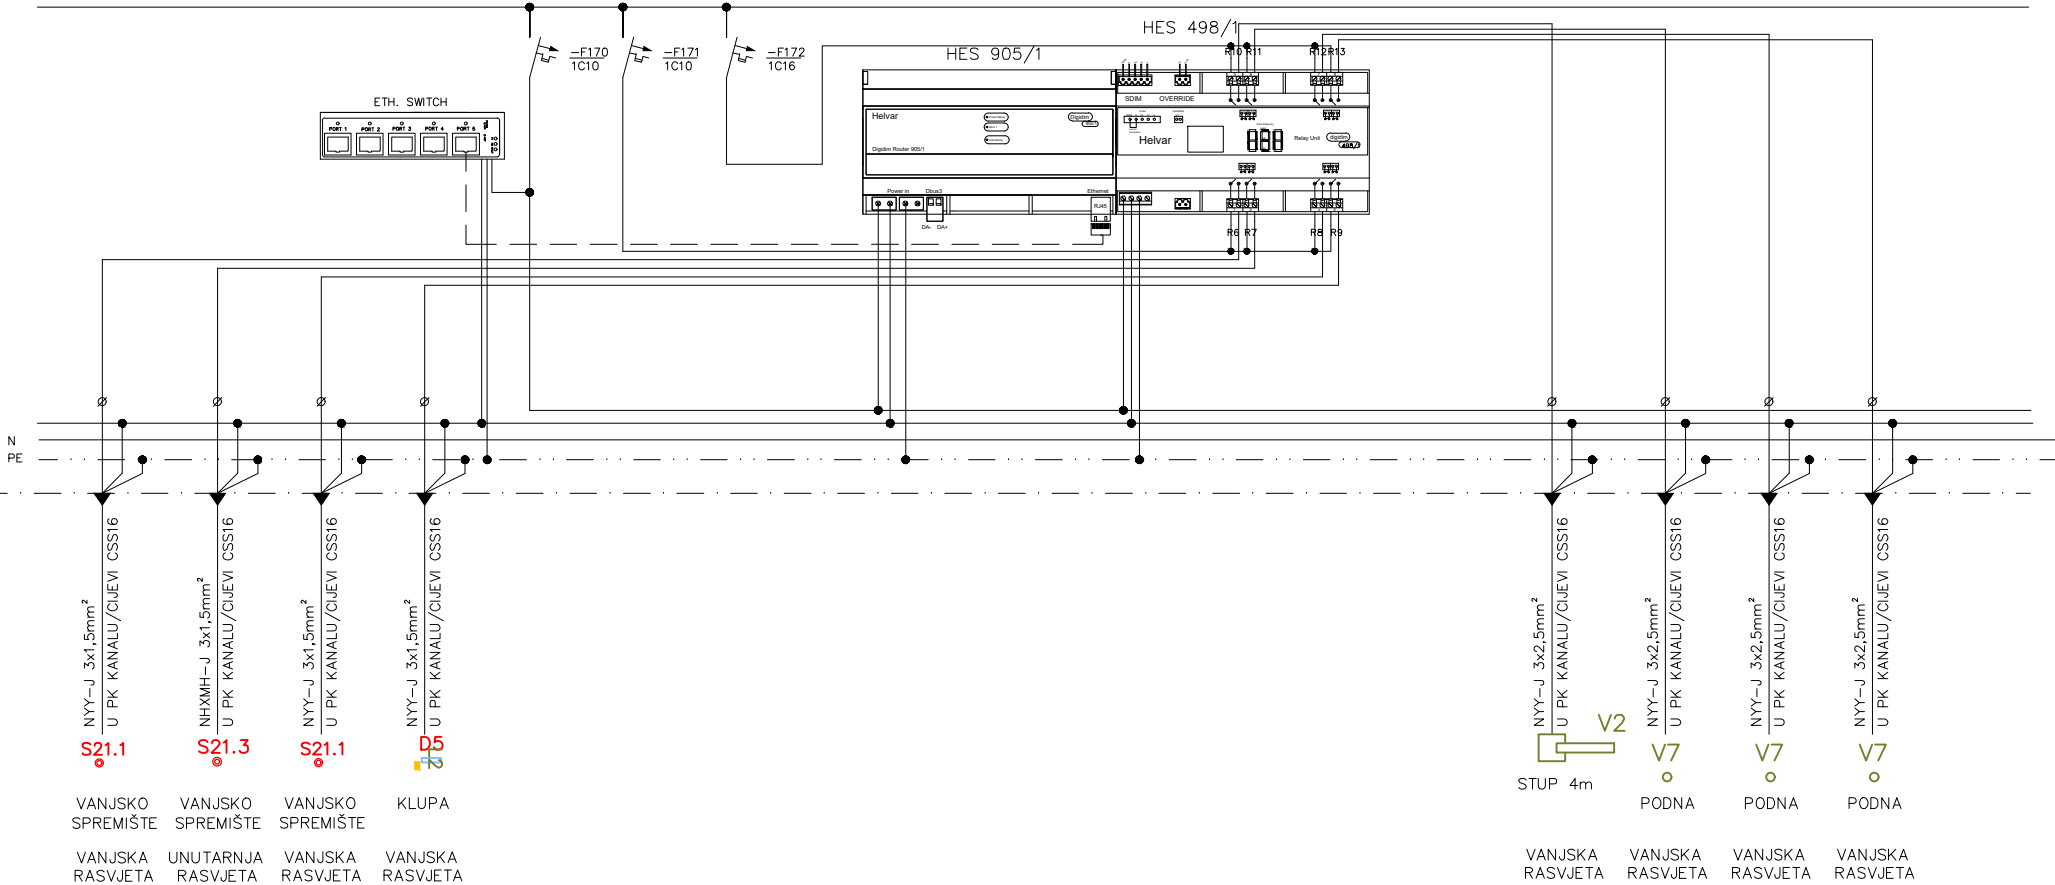 HES 498/1
HES 905/1
-F170
1C10
-F171
1C10
-F172
1C16
R10
R11
R12
R13
ETH. SWITCH
PORT 1
PORT 2
PORT 3
PORT 4
PORT 5
SDIM
OVERRIDE
Helvar
Digidim
Digidim Router 905/1
Helvar
Relay Unit
digidim
498/1
Power in
Dbus3
Ethernet
RJ45
DA-
DA+
R6
R7
R8
R9
N
PE
NYY-J 3x1,5mm²
U PK KANALU/CIJEVI CSS16
NHXMH-J 3x1,5mm²
U PK KANALU/CIJEVI CSS16
NYY-J 3x1,5mm²
U PK KANALU/CIJEVI CSS16
NYY-J 3x1,5mm²
U PK KANALU/CIJEVI CSS16
NYY-J 3x2,5mm²
U PK KANALU/CIJEVI CSS16
NYY-J 3x2,5mm²
U PK KANALU/CIJEVI CSS16
NYY-J 3x2,5mm²
U PK KANALU/CIJEVI CSS16
NYY-J 3x2,5mm²
U PK KANALU/CIJEVI CSS16
S21.1
S21.3
S21.1
D5
V2
V7
V7
V7
STUP 4m
VANJSKO
SPREMIŠTE
VANJSKO
SPREMIŠTE
VANJSKO
SPREMIŠTE
KLUPA
PODNA
PODNA
PODNA
VANJSKA
RASVJETA
UNUTARNJA
RASVJETA
VANJSKA
RASVJETA
VANJSKA
RASVJETA
VANJSKA
RASVJETA
VANJSKA
RASVJETA
VANJSKA
RASVJETA
VANJSKA
RASVJETA